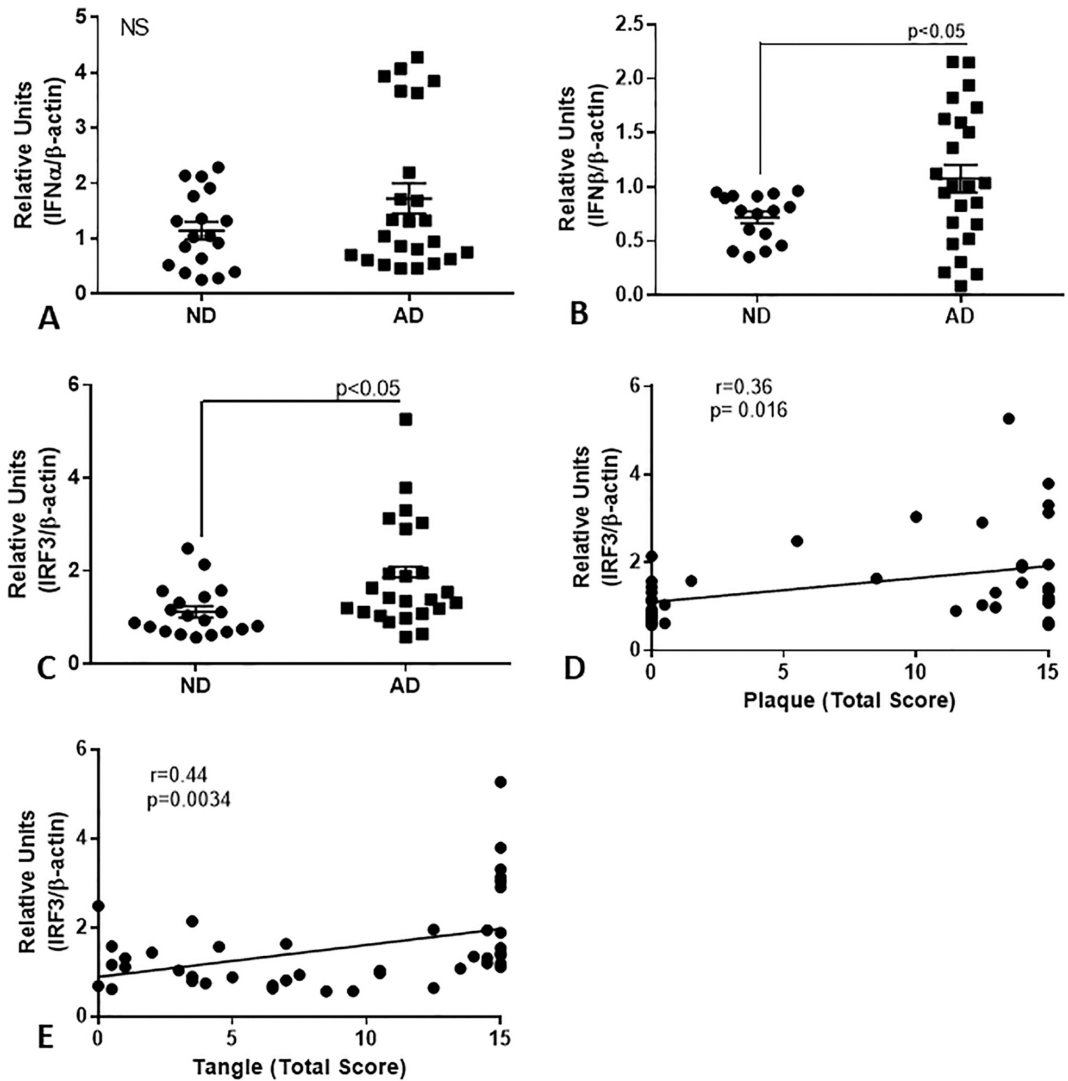 NS
Relative Units
(IFNα/β-actin)
5
4
3
2
1
0
ND
AD
A
p<0.05
Relative Units
(IFNβ/β-actin)
2.5
2.0
1.5
1.0
0.5
0.0
ND
AD
B
p<0.05
Relative Units
(IRF3/β-actin)
6
4
2
0
ND
AD
C
r=0.36
p= 0.016
Relative Units
(IRF3/β-actin)
6
4
2
0
0
5
10
15
Plaque (Total Score)
D
r=0.44
p=0.0034
Relative Units
(IRF3/β-actin)
6
4
2
0
0
5
10
15
Tangle (Total Score)
E